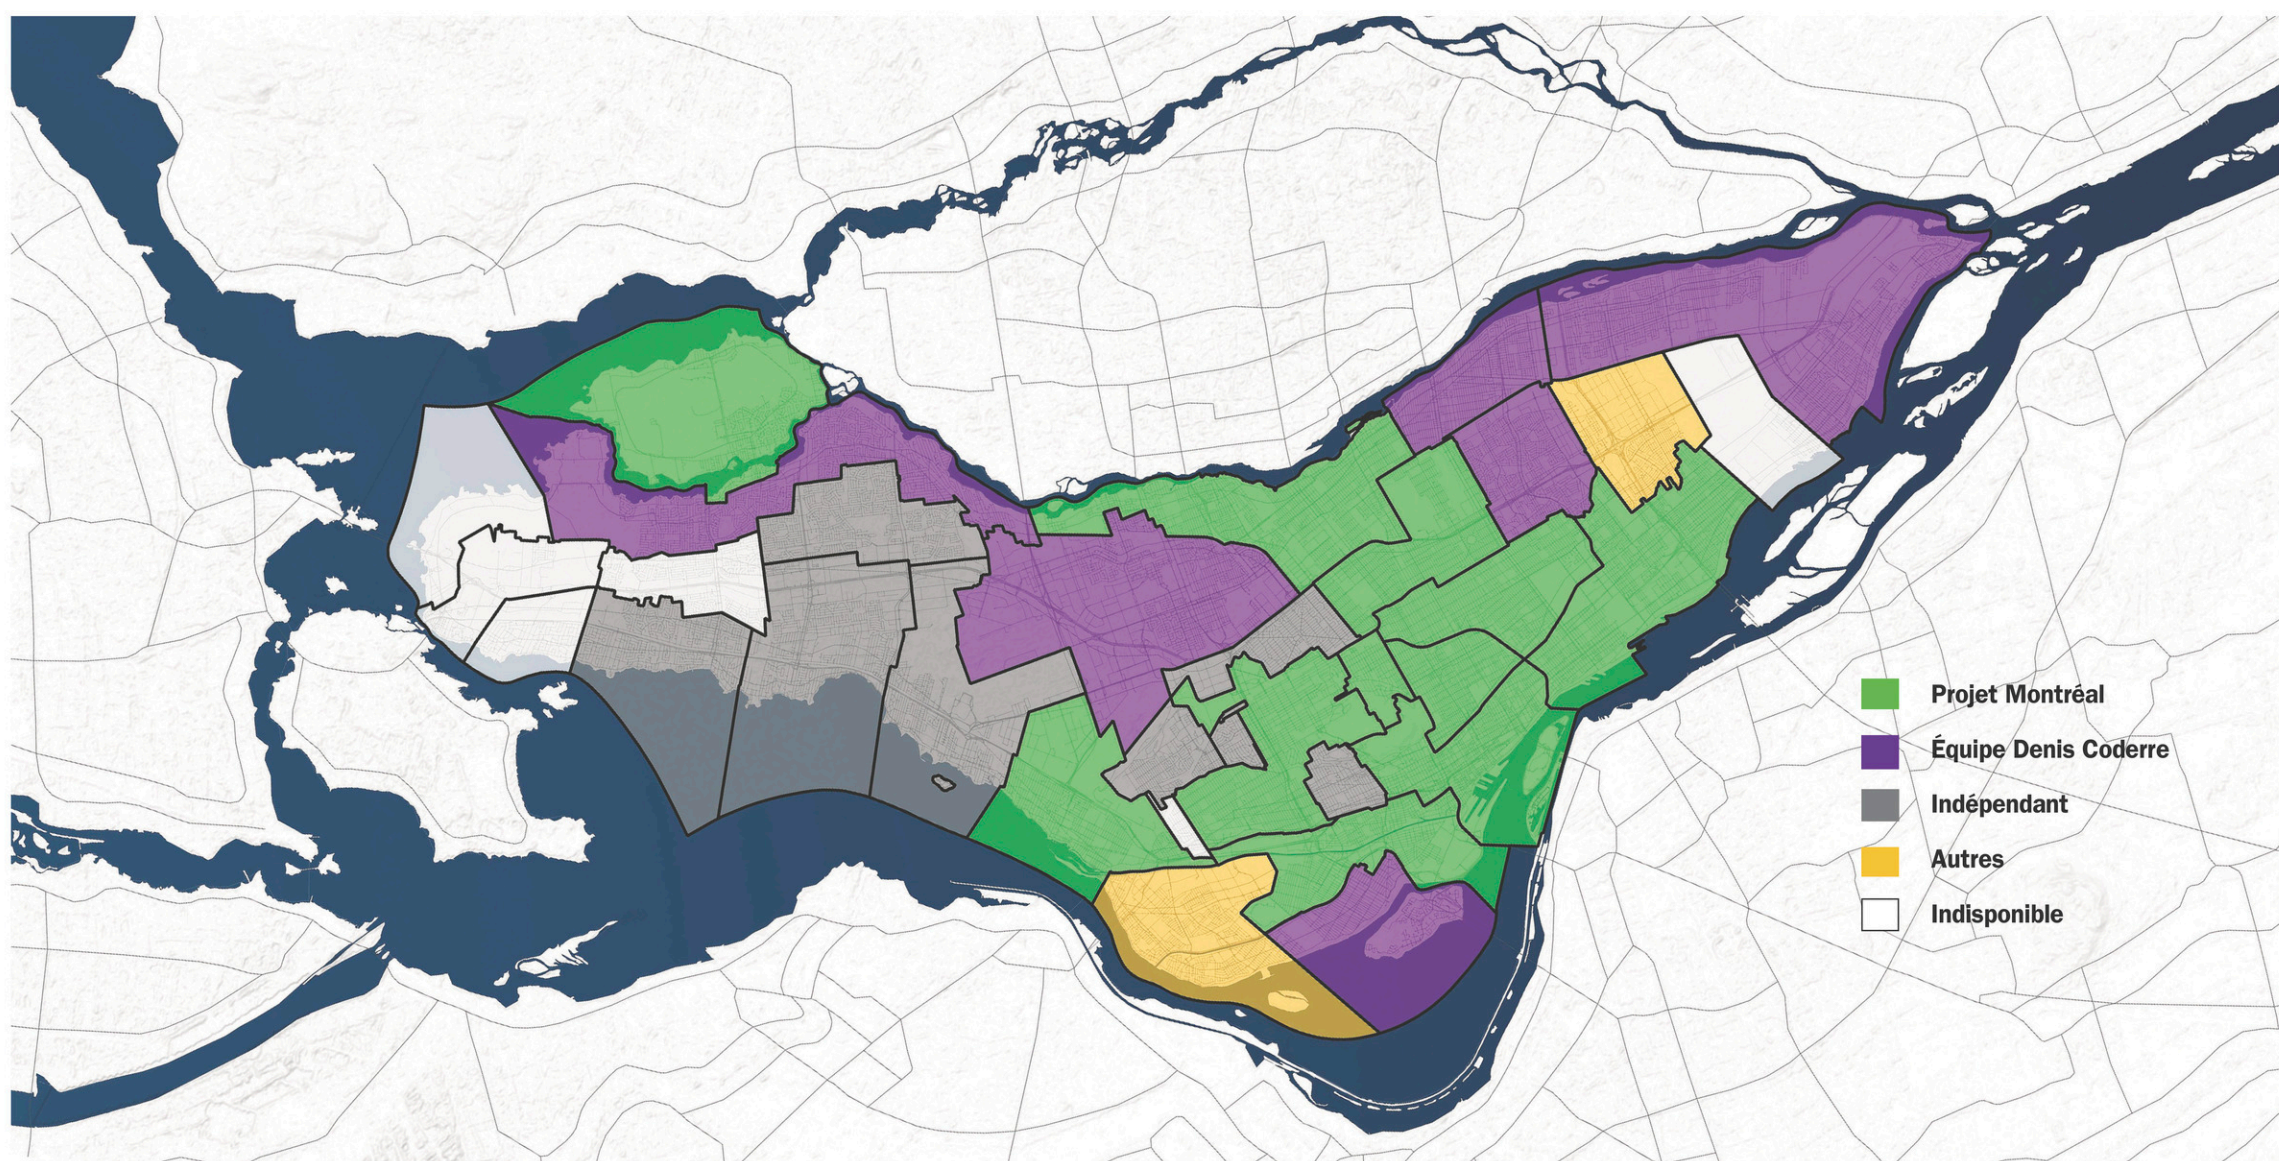 Projet Montréal
Équipe Denis Coderre
Indépendant
Autres
Indisponible